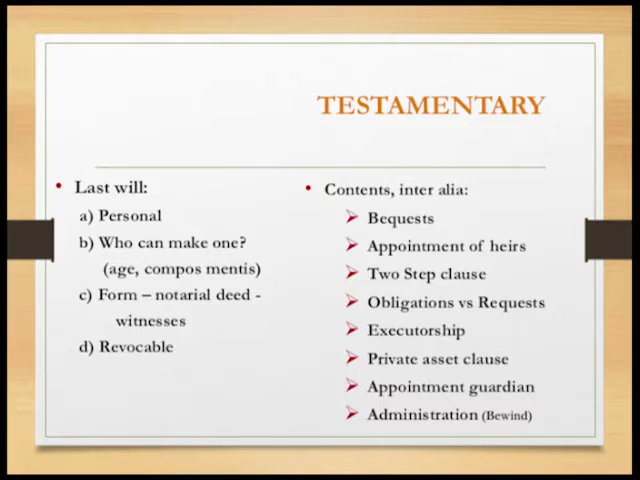 TESTAMENTARY
• Last will:
a) Personal
b) Who can make one?
(age, compos mentis)
c) Form – notarial deed -
witnesses
d) Revocable
• Contents, inter alia:
➢ Bequests
➢ Appointment of heirs
➢ Two Step clause
➢ Obligations vs Requests
➢ Executorship
➢ Private asset clause
➢ Appointment guardian
➢ Administration (Bewind)